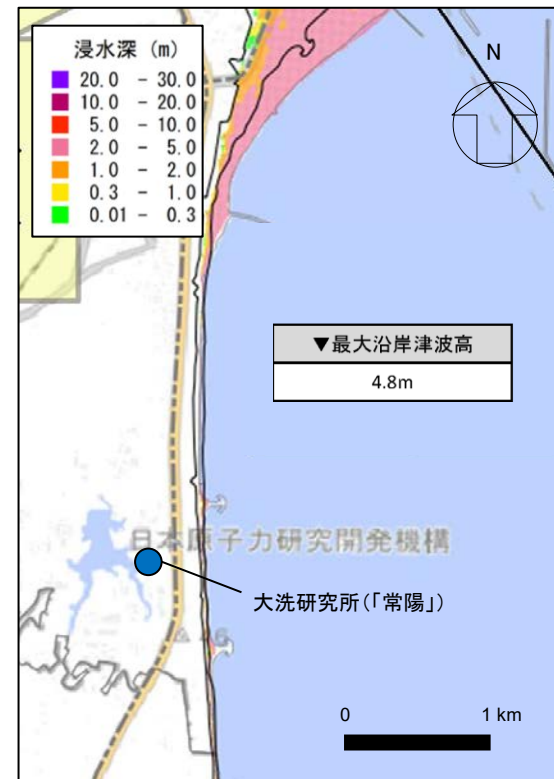 浸水深 (m)
20.0 - 30.0
10.0 - 20.0
5.0 - 10.0
2.0 - 5.0
1.0 - 2.0
0.3 - 1.0
0.01 - 0.3
N
▼最大沿岸津波高
4.8m
日本原子力研究開発機構
大洗研究所(「常陽」)
0 1 km